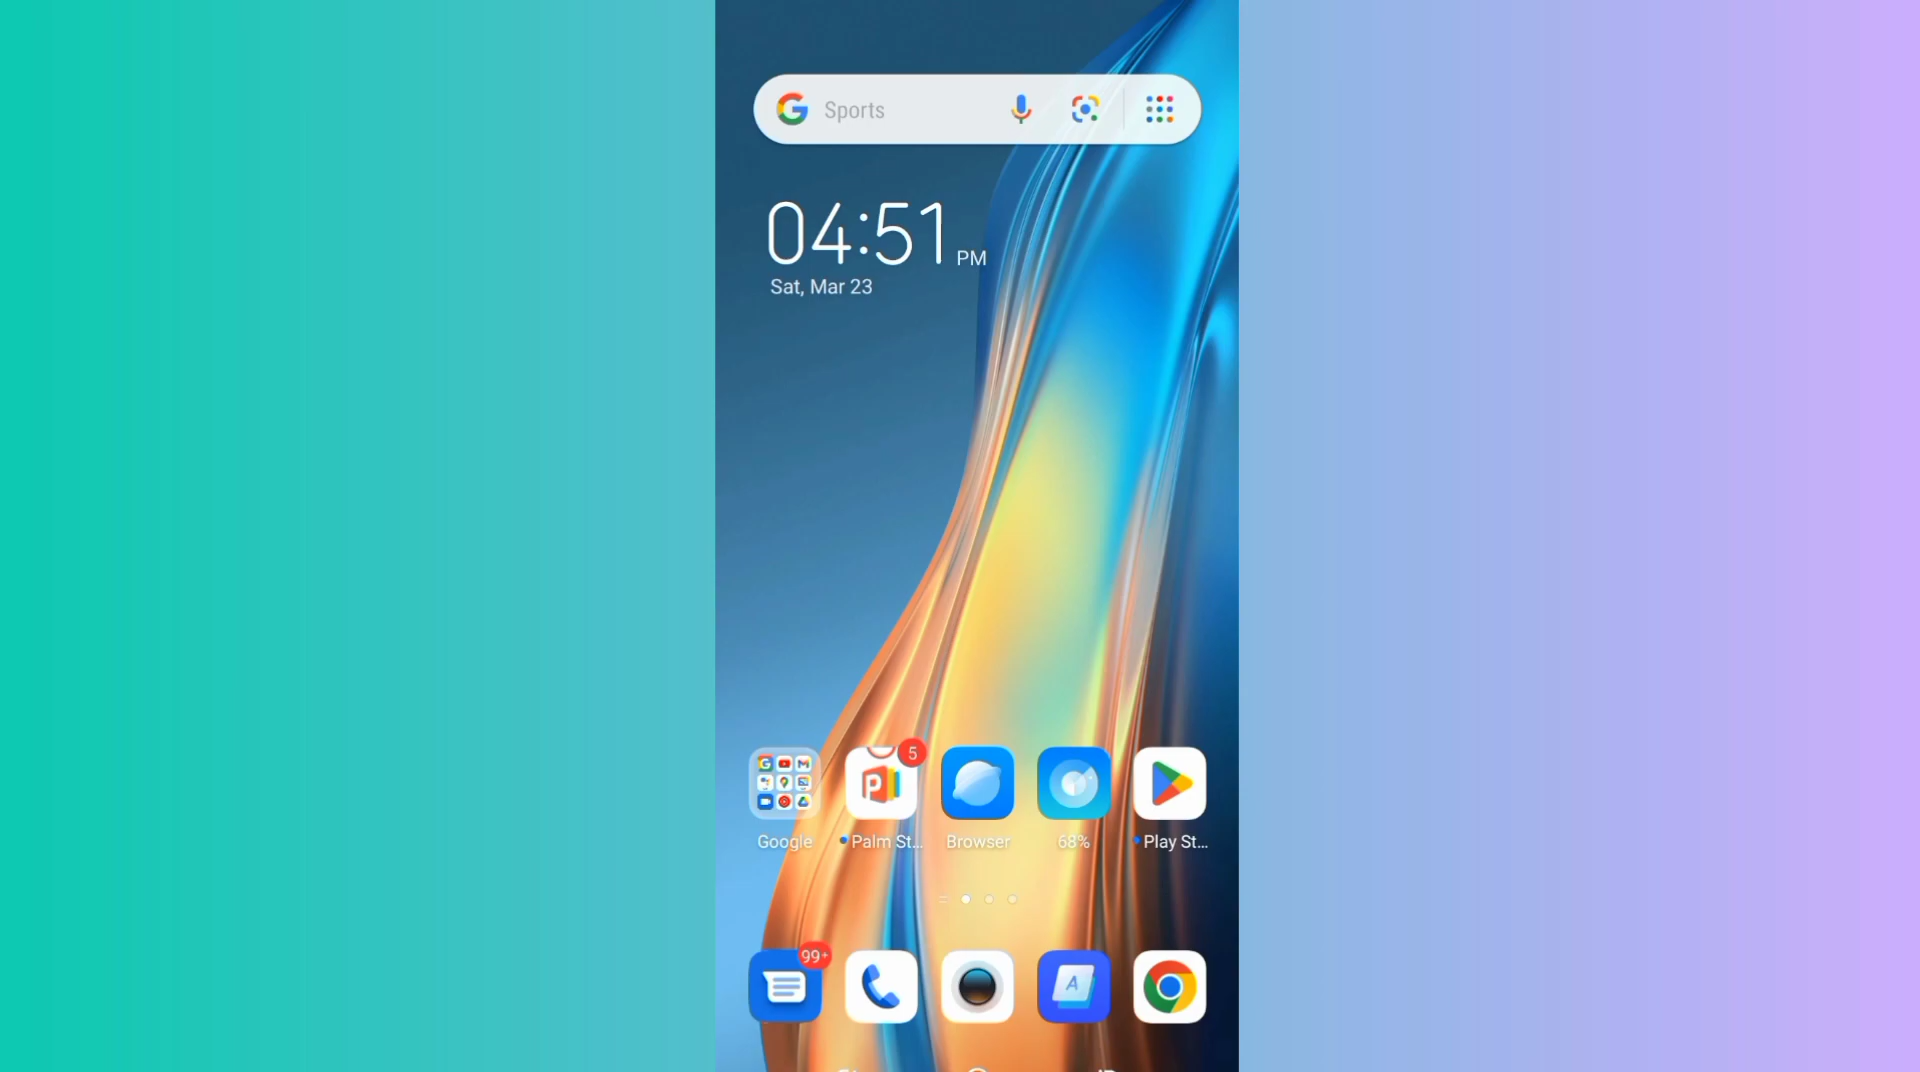 Sports
04:51 PM
Sat, Mar 23
5
Google
Palm St...
Browser
68%
Play St...
99+